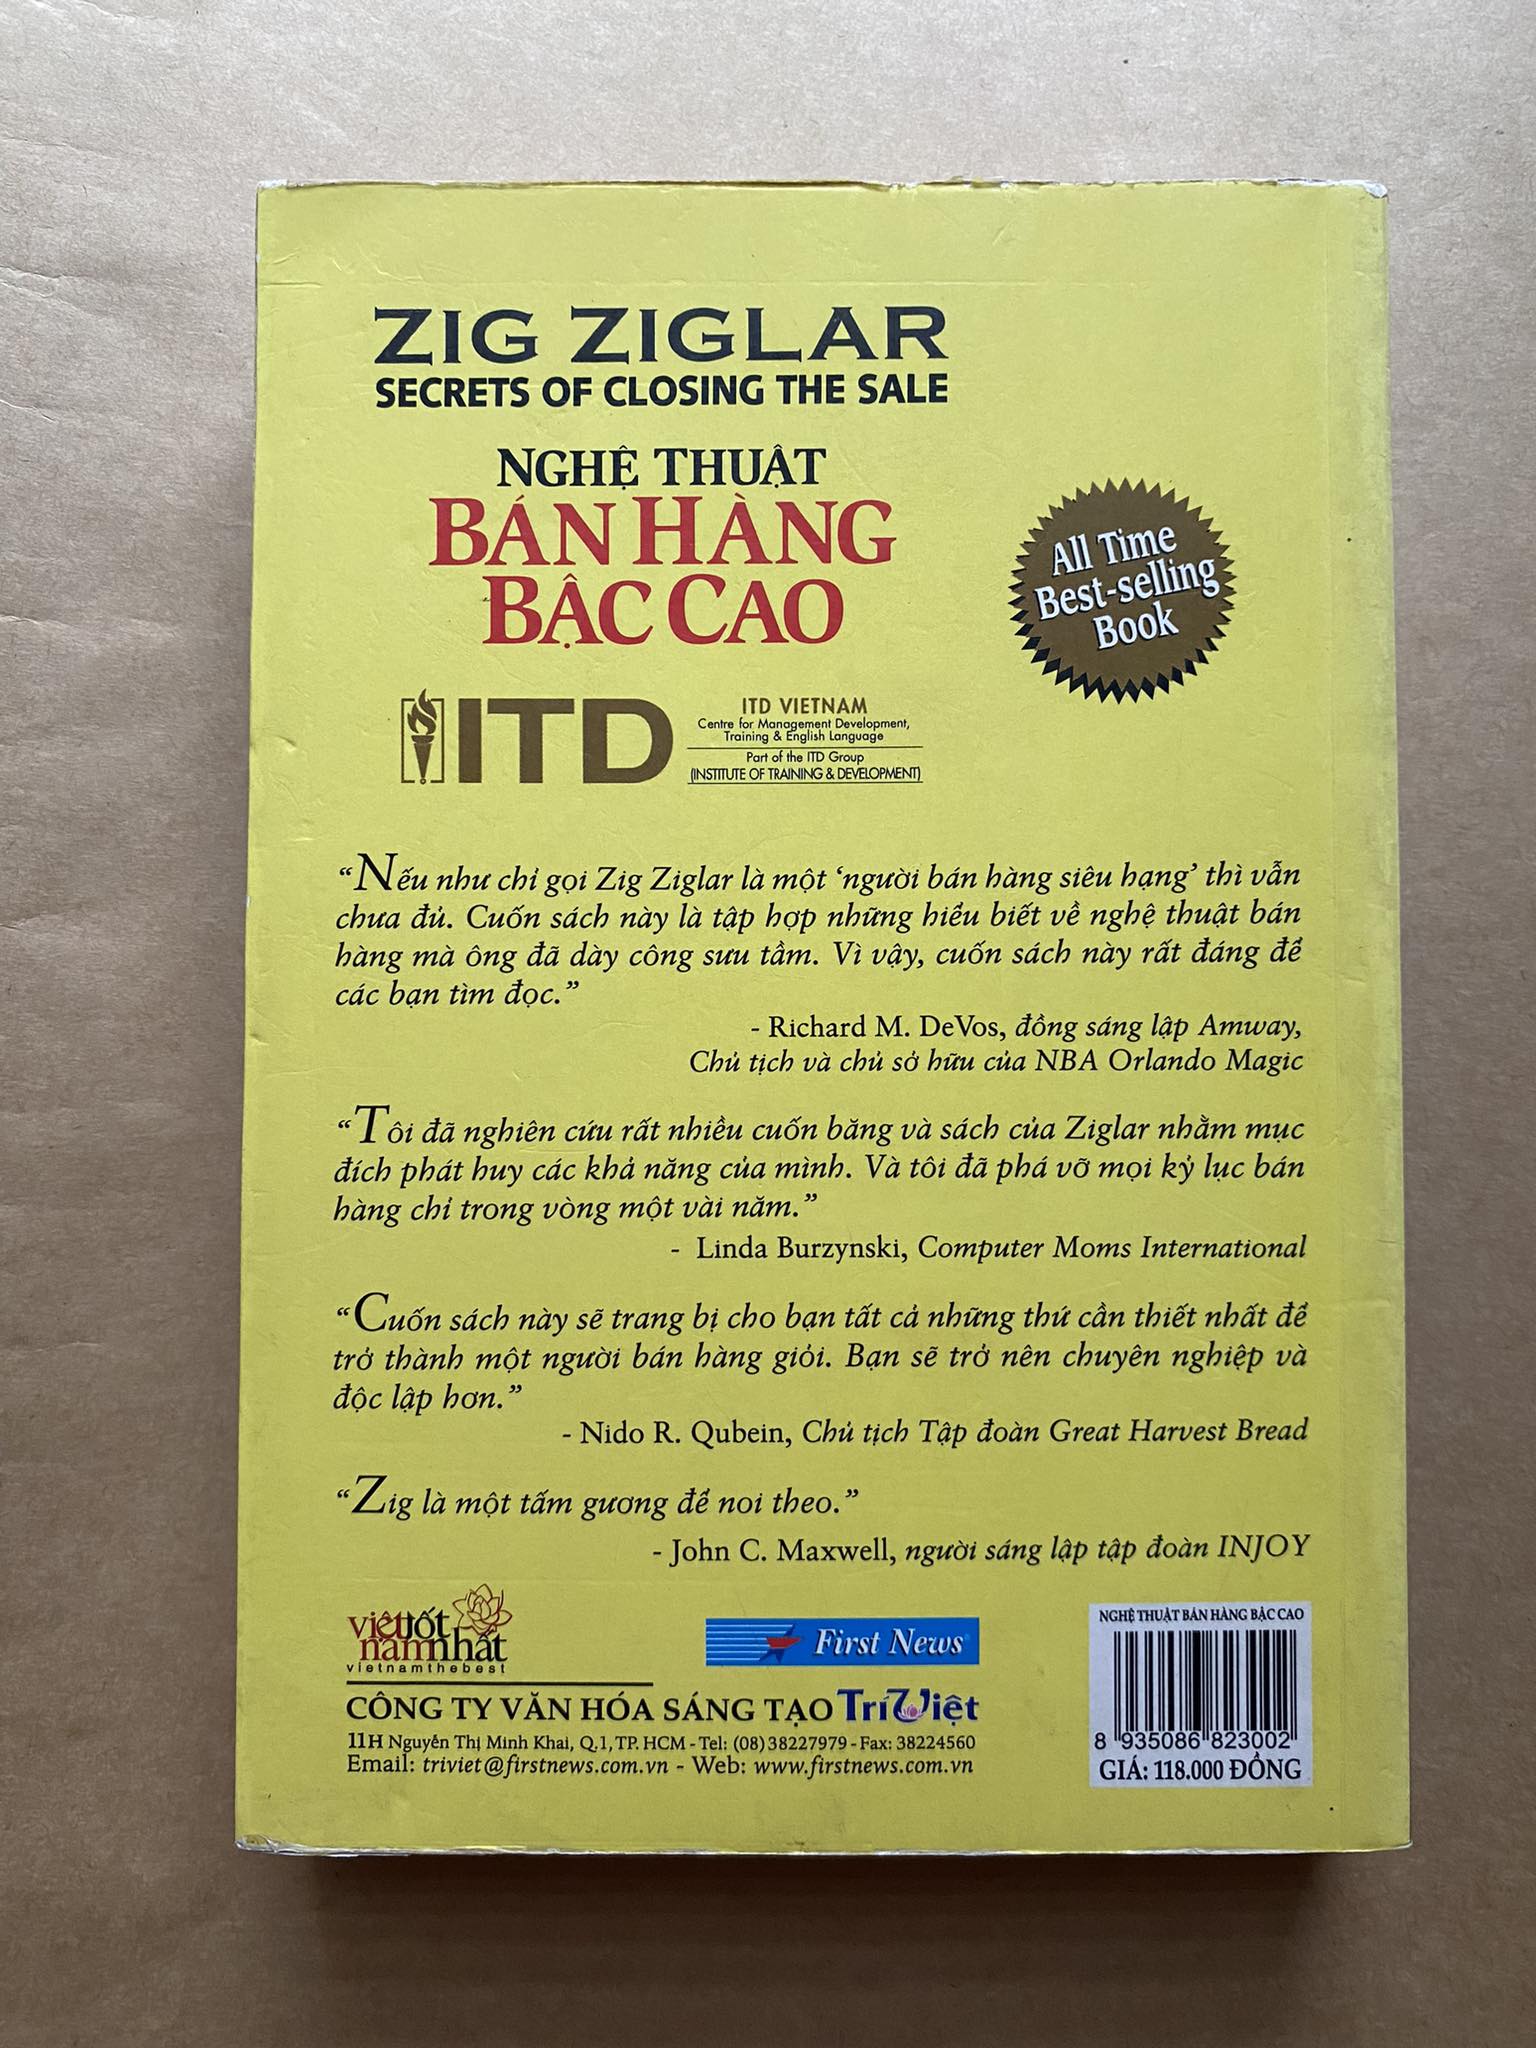 ZIG ZIGLAR
SECRETS OF CLOSING THE SALE
NGHỆ THUẬT
BÁN HÀNG
BẬC CAO
All Time
Best-selling
Book
ITD
ITD VIETNAM
Centre for Management Development,
Training & English Language
Part of the ITD Group
(INSTITUTE OF TRAINING & DEVELOPMENT)
“Nếu như chỉ gọi Zig Ziglar là một ‘người bán hàng siêu hạng’ thì vẫn
chưa đủ. Cuốn sách này là tập hợp những hiểu biết về nghệ thuật bán
hàng mà ông đã dày công sưu tầm. Vì vậy, cuốn sách này rất đáng để
các bạn tìm đọc.”
- Richard M. DeVos, đồng sáng lập Amway,
Chủ tịch và chủ sở hữu của NBA Orlando Magic
“Tôi đã nghiên cứu rất nhiều cuốn băng và sách của Ziglar nhằm mục
đích phát huy các khả năng của mình. Và tôi đã phá vỡ mọi kỷ lục bán
hàng chỉ trong vòng một vài năm.”
- Linda Burzynski, Computer Moms International
“Cuốn sách này sẽ trang bị cho bạn tất cả những thứ cần thiết nhất để
trở thành một người bán hàng giỏi. Bạn sẽ trở nên chuyên nghiệp và
độc lập hơn.”
- Nido R. Qubein, Chủ tịch Tập đoàn Great Harvest Bread
“Zig là một tấm gương để noi theo.”
- John C. Maxwell, người sáng lập tập đoàn INJOY
việt tốt
nam nhất
vietnamthebest
First News
CÔNG TY VĂN HÓA SÁNG TẠO Trí Việt
11H Nguyễn Thị Minh Khai, Q.1, TP. HCM - Tel: (08) 38227979 - Fax: 38224560
Email: triviet@firstnews.com.vn - Web: www.firstnews.com.vn
NGHỆ THUẬT BÁN HÀNG BẬC CAO
8 935086 823002
GIÁ: 118.000 ĐỒNG